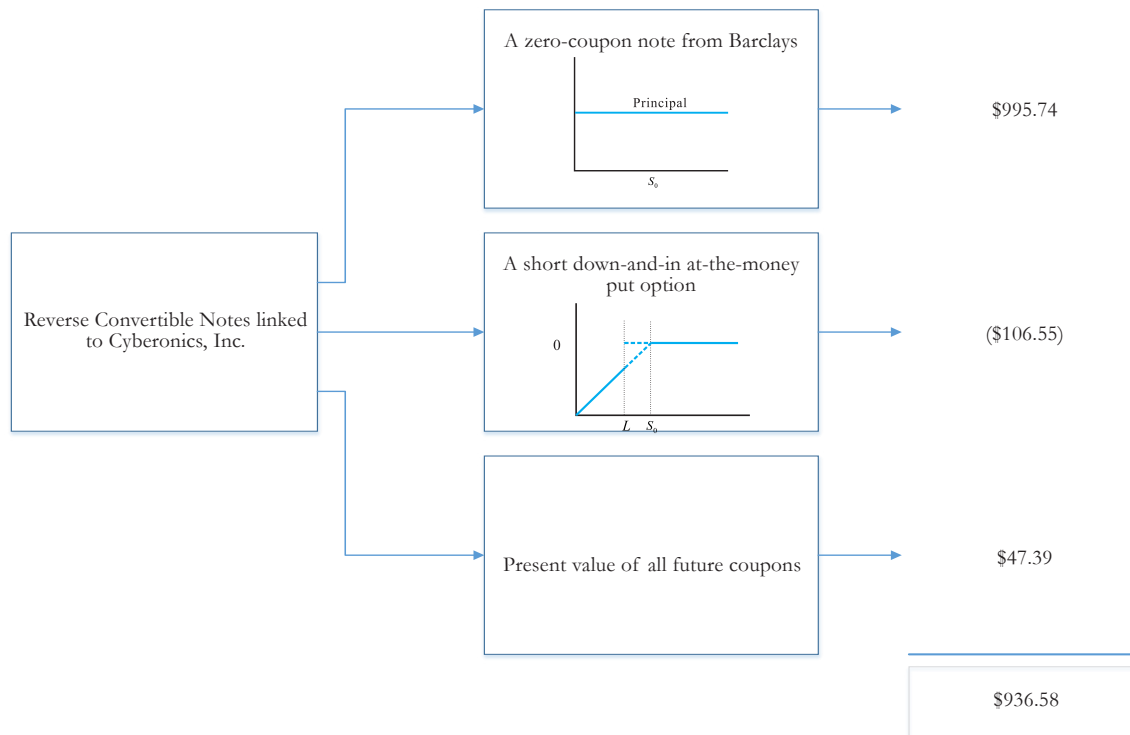 A zero-coupon note from Barclays
Principal
S₀
$995.74
Reverse Convertible Notes linked
to Cyberonics, Inc.
A short down-and-in at-the-money
put option
0
L S₀
($106.55)
Present value of all future coupons
$47.39
$936.58